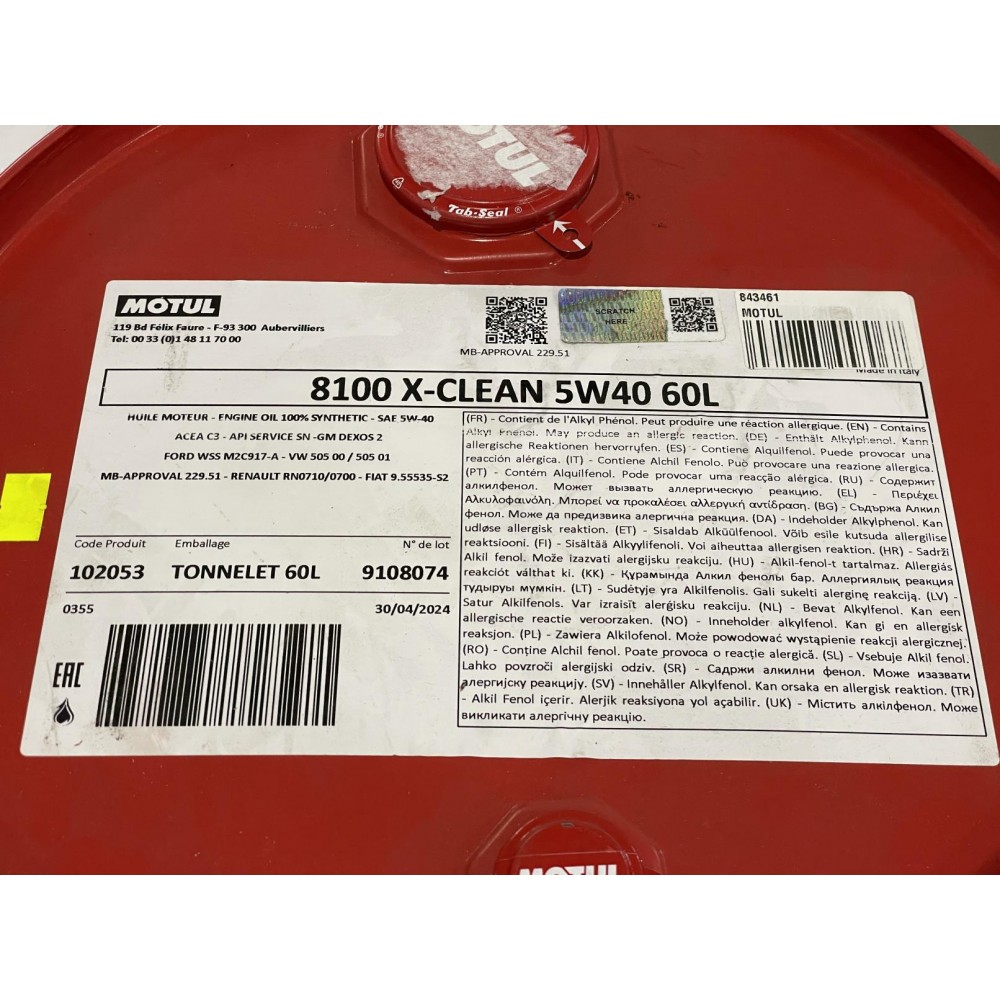 OTUL
Tab-Seal ®
MOTUL
119 Bd Félix Faure - F-93 300 Aubervilliers
Tel: 00 33 (0)1 48 11 70 00
MB-APPROVAL 229.51
SCRATCH
HERE
843461
MOTUL
Made in Italy
8100 X-CLEAN 5W40 60L
HUILE MOTEUR - ENGINE OIL 100% SYNTHETIC - SAE 5W-40
ACEA C3 - API SERVICE SN -GM DEXOS 2
FORD WSS M2C917-A - VW 505 00 / 505 01
MB-APPROVAL 229.51 - RENAULT RN0710/0700 - FIAT 9.55535-S2
Code Produit Emballage N° de lot
102053 TONNELET 60L 9108074
0355 30/04/2024
EAC
(FR) - Contient de l'Alkyl Phénol. Peut produire une réaction allergique. (EN) - Contains
Alkyl Phenol. May produce an allergic reaction. (DE) - Enthält Alkylphenol. Kann
allergische Reaktionen hervorrufen. (ES) - Contiene Alquilfenol. Puede provocar una
reacción alérgica. (IT) - Contiene Alchil Fenolo. Può provocare una reazione allergica.
(PT) - Contém Alquilfenol. Pode provocar uma reacção alérgica. (RU) - Содержит
алкилфенол. Может вызвать аллергическую реакцию. (EL) - Περιέχει
Αλκυλοφαινόλη. Μπορεί να προκαλέσει αλλεργική αντίδραση. (BG) - Съдържа Алкил
фенол. Може да предизвика алергична реакция. (DA) - Indeholder Alkylphenol. Kan
udløse allergisk reaktion. (ET) - Sisaldab Alküülfenool. Võib esile kutsuda allergilise
reaktsiooni. (FI) - Sisältää Alkyylifenoli. Voi aiheuttaa allergisen reaktion. (HR) - Sadrži
Alkil fenol. Može izazvati alergijsku reakciju. (HU) - Alkil-fenol-t tartalmaz. Allergiás
reakciót válthat ki. (KK) - Құрамында Алкил фенолы бар. Аллергиялық реакция
тудыруы мүмкін. (LT) - Sudėtyje yra Alkilfenolis. Gali sukelti alerginę reakciją. (LV) -
Satur Alkilfenols. Var izraisīt alerģisku reakciju. (NL) - Bevat Alkylfenol. Kan een
allergische reactie veroorzaken. (NO) - Inneholder alkylfenol. Kan gi en allergisk
reaksjon. (PL) - Zawiera Alkilofenol. Może powodować wystąpienie reakcji alergicznej.
(RO) - Conține Alchil fenol. Poate provoca o reacție alergică. (SL) - Vsebuje Alkil fenol.
Lahko povzroči alergijski odziv. (SR) - Садржи алкилни фенол. Може изазвати
алергијску реакцију. (SV) - Innehåller Alkylfenol. Kan orsaka en allergisk reaktion. (TR)
- Alkil Fenol içerir. Alerjik reaksiyona yol açabilir. (UK) - Містить алкілфенол. Може
викликати алергічну реакцію.
MOTUL